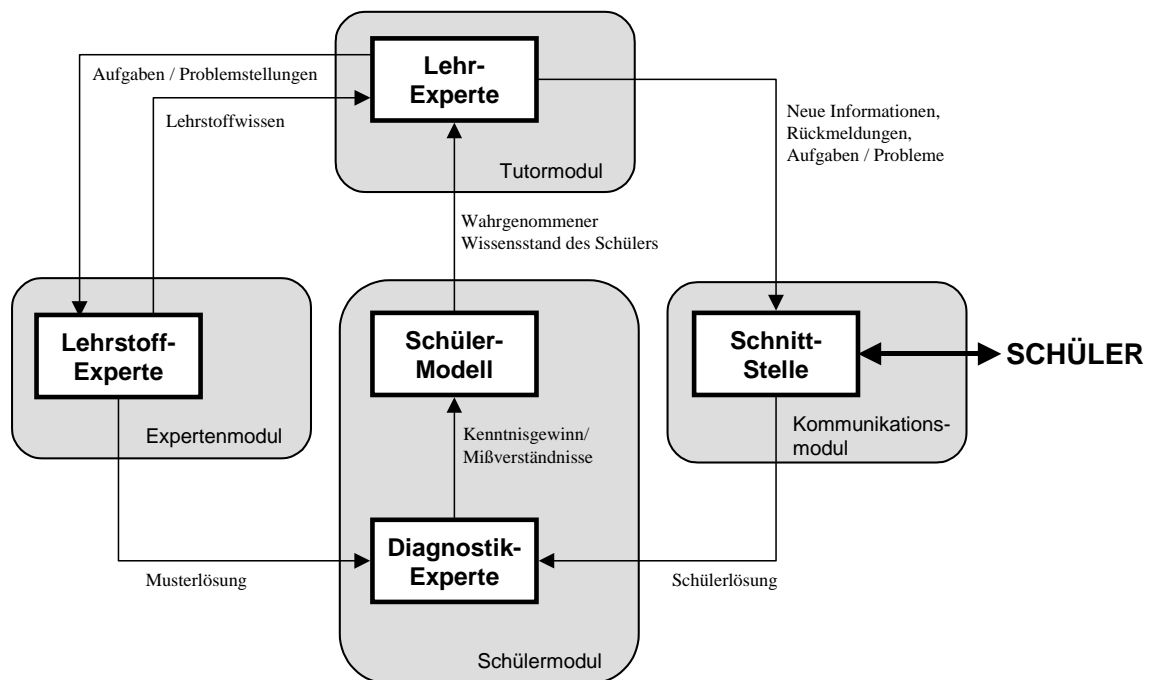 Lehr-
Experte
Tutormodul
Aufgaben / Problemstellungen
Lehrstoffwissen
Neue Informationen,
Rückmeldungen,
Aufgaben / Probleme
Wahrgenommener
Wissensstand des Schülers
Lehrstoff-
Experte
Expertenmodul
Schüler-
Modell
Kenntnisgewinn/
Mißverständnisse
Diagnostik-
Experte
Schülermodul
Schnitt-
Stelle
Kommunikations-
modul
SCHÜLER
Musterlösung
Schülerlösung